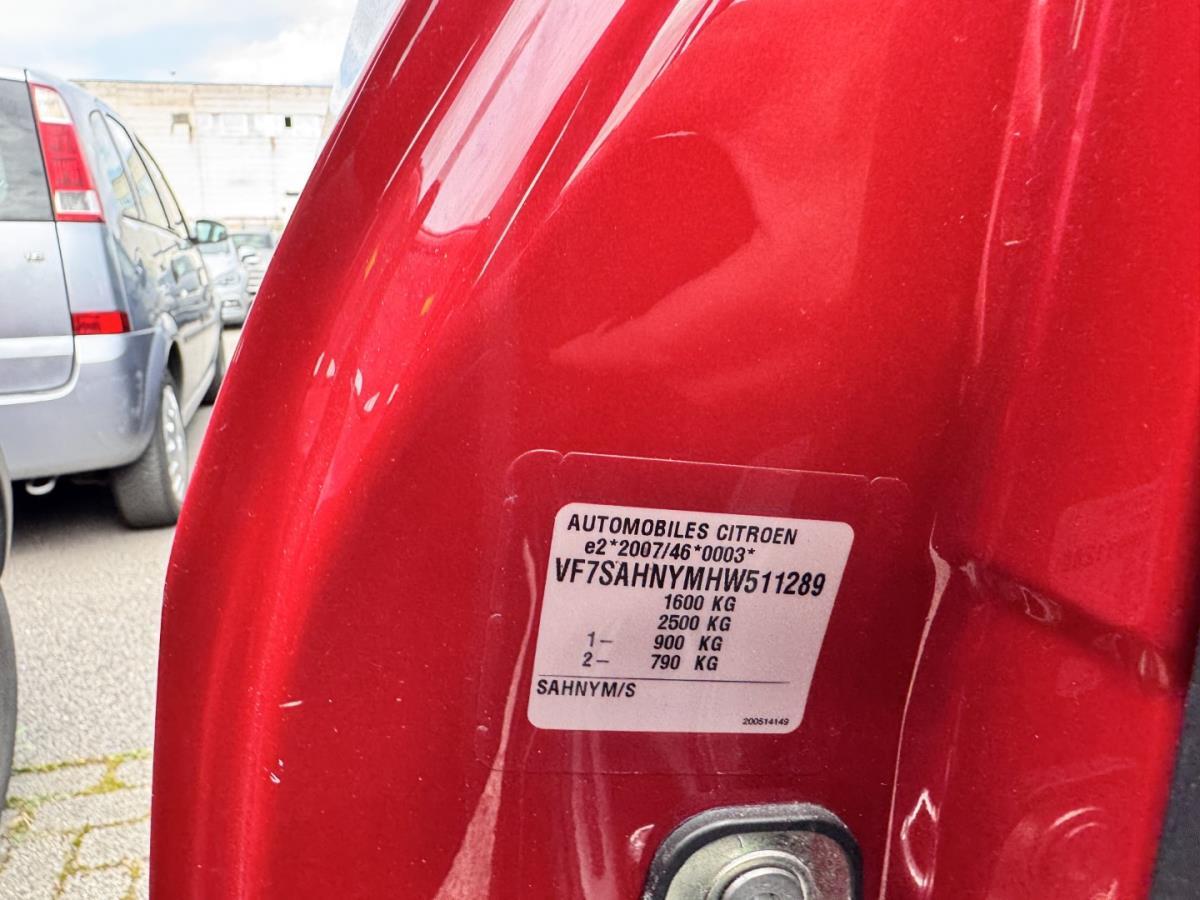 AUTOMOBILES CITROEN
e2*2007/46*0003*
VF7SAHNYMHW511289
1600 KG
2500 KG
1– 900 KG
2– 790 KG
SAHNYM/S
200514149